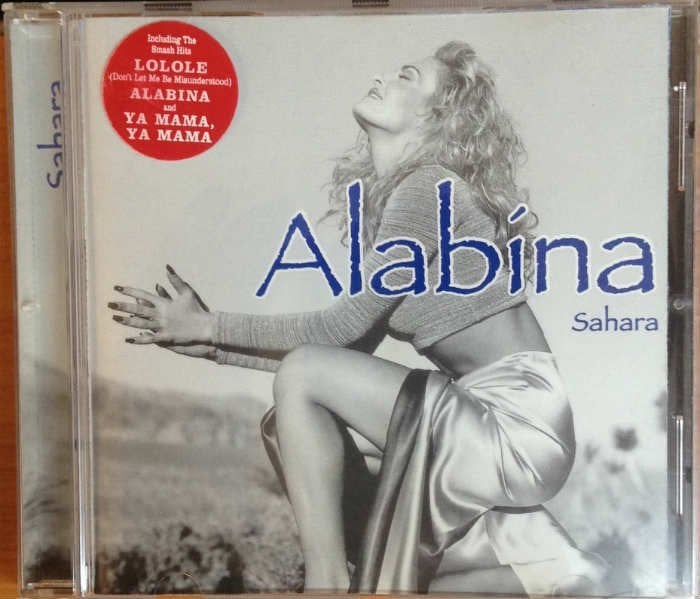 Including The
Smash Hits
LOLOLE
(Don't Let Me Be Misunderstood)
ALABINA
and
YA MAMA,
YA MAMA
Alabína
Sahara
Sahara